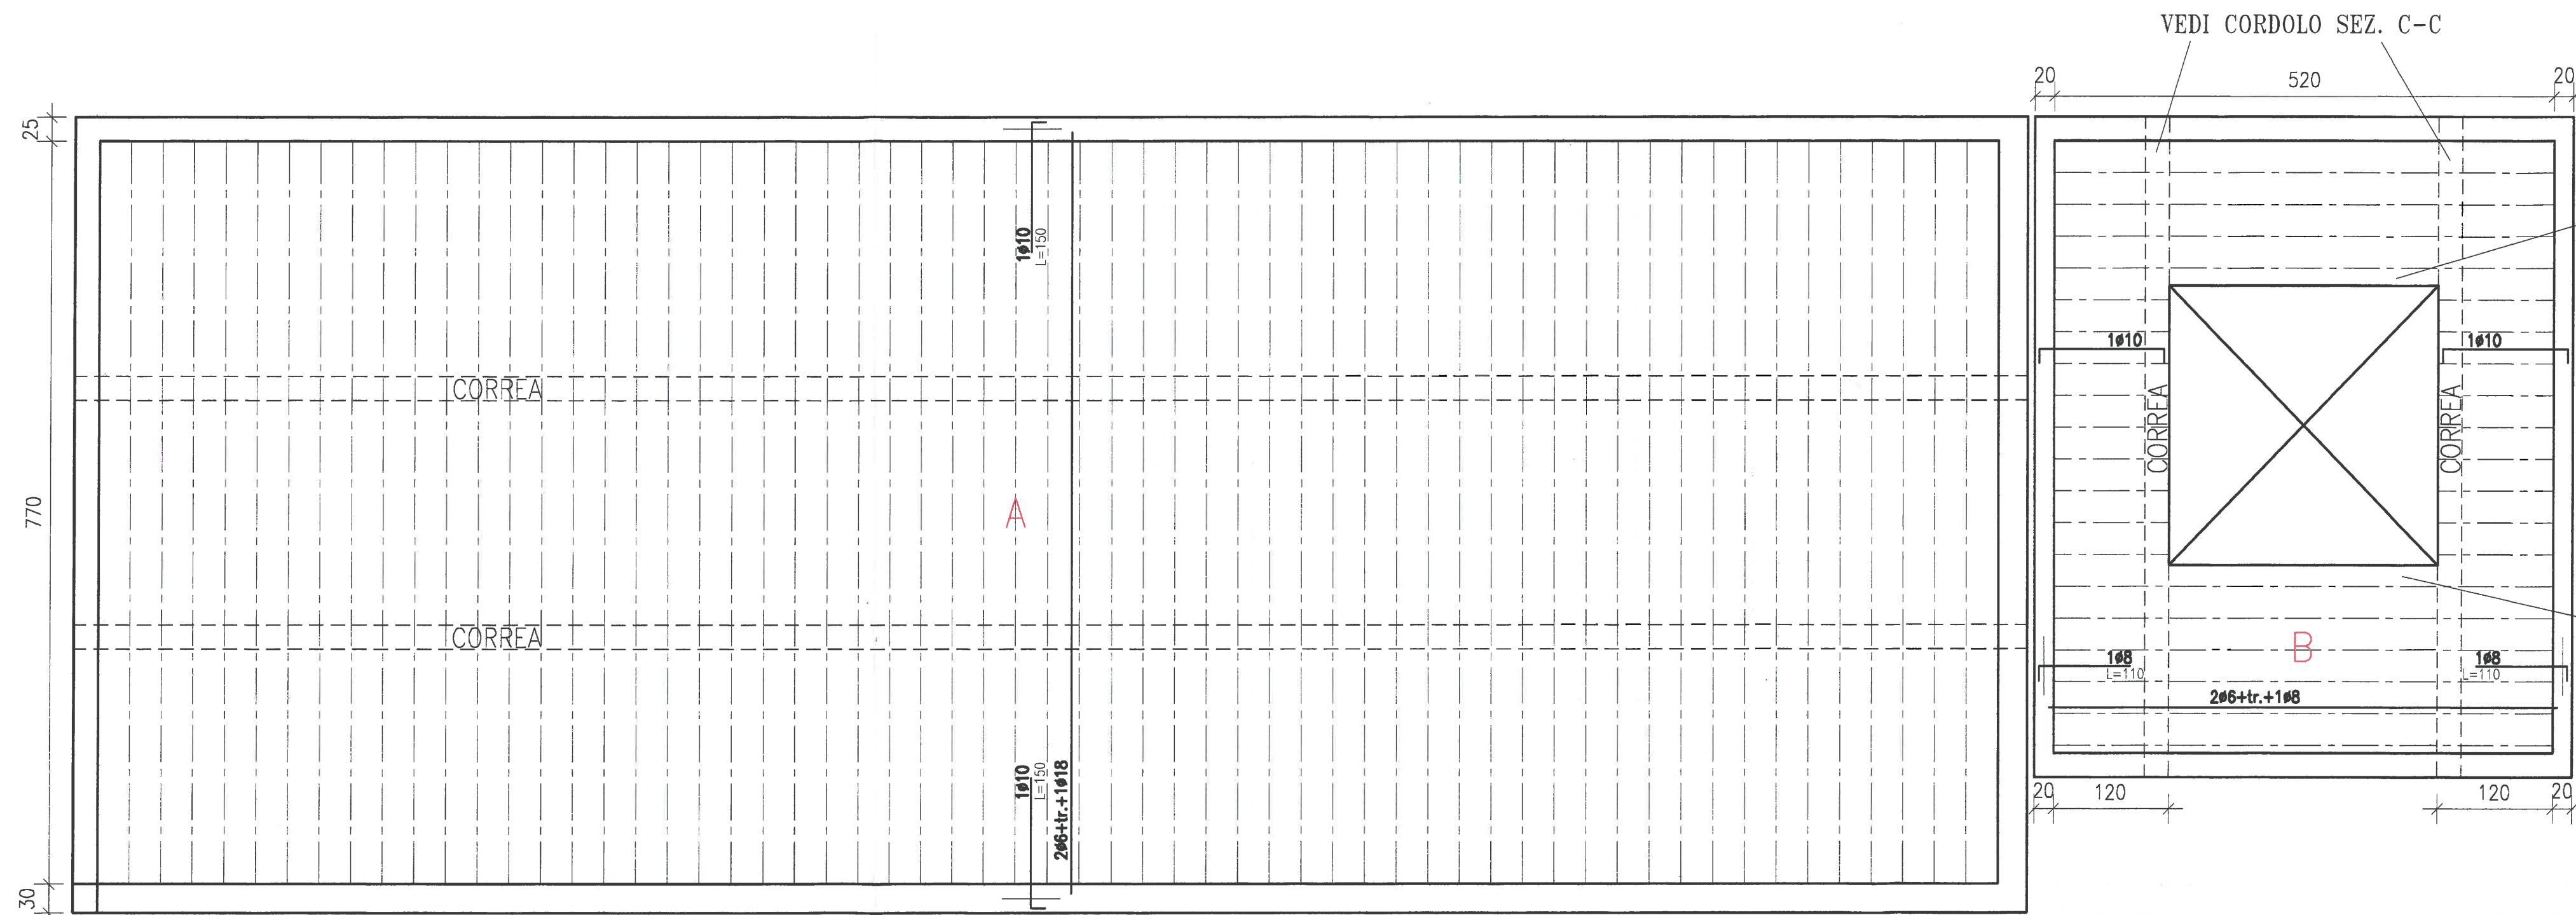 VEDI CORDOLO SEZ. C-C
20
520
20
25
770
30
1ø10
L=150
CORREA
CORREA
A
1ø10
L=150
2ø6+tr.+1ø18
1ø10
1ø10
CORREA
CORREA
B
1ø8
L=110
1ø8
L=110
2ø6+tr.+1ø8
20
120
120
20